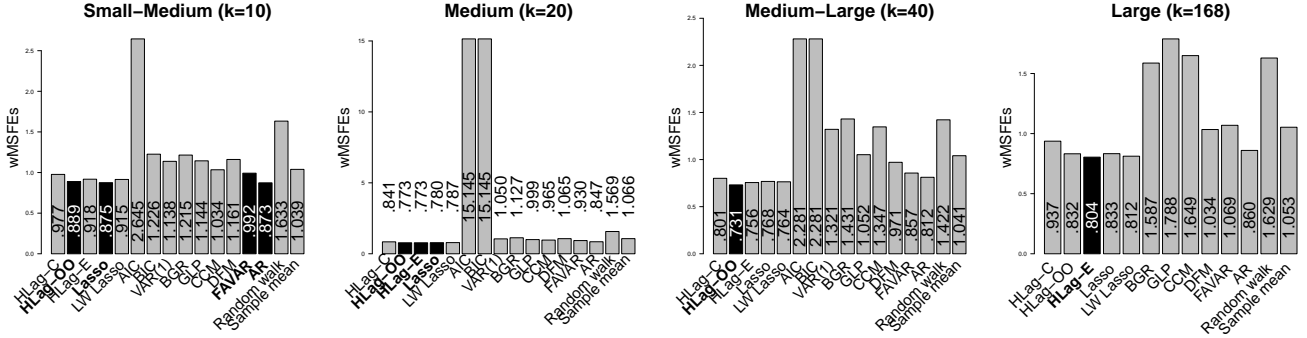 Small−Medium (k=10)
wMSFEs
0.0
0.5
1.0
1.5
2.0
2.5
.977
.889
.918
.875
.915
2.645
1.226
1.138
1.215
1.144
1.034
1.161
.992
.873
1.633
1.039
HLag−C
HLag−OO
HLag−E
Lasso
LW Lasso
AIC
BIC
VAR(1)
BGR
GLP
CCM
DFM
FAVAR
AR
Random walk
Sample mean
Medium (k=20)
wMSFEs
0
5
10
15
.841
.773
.773
.780
.787
15.145
15.145
1.050
1.127
.999
.965
1.065
.930
.847
1.569
1.066
HLag−C
HLag−OO
HLag−E
Lasso
LW Lasso
AIC
BIC
VAR(1)
BGR
GLP
CCM
DFM
FAVAR
AR
Random walk
Sample mean
Medium−Large (k=40)
wMSFEs
0.0
0.5
1.0
1.5
2.0
2.5
.801
.731
.756
.768
.764
2.281
2.281
1.321
1.431
1.052
1.347
.971
.857
.812
1.422
1.041
HLag−C
HLag−OO
HLag−E
Lasso
LW Lasso
AIC
BIC
VAR(1)
BGR
GLP
CCM
DFM
FAVAR
AR
Random walk
Sample mean
Large (k=168)
wMSFEs
0.0
0.5
1.0
1.5
.937
.832
.804
.833
.812
1.587
1.788
1.649
1.034
1.069
.860
1.629
1.053
HLag−C
HLag−OO
HLag−E
Lasso
LW Lasso
BGR
GLP
CCM
DFM
FAVAR
AR
Random walk
Sample mean